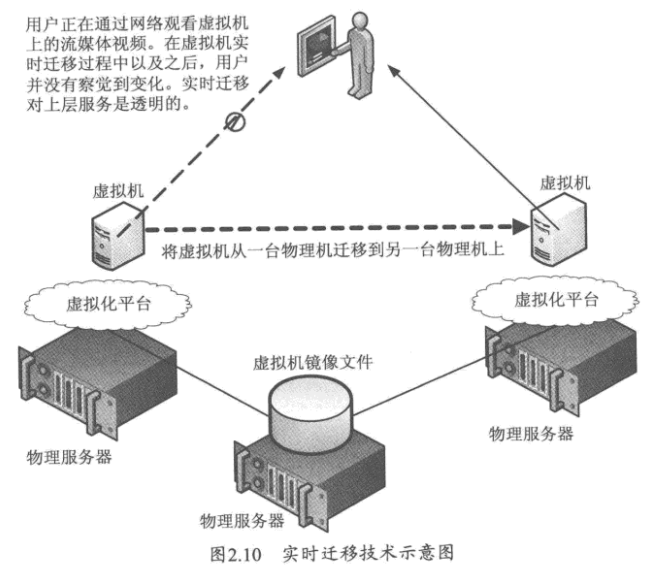 用户正在通过网络观看虚拟机
上的流媒体视频。在虚拟机实
时迁移过程中以及之后，用户
并没有察觉到变化。实时迁移
对上层服务是透明的。
虚拟机
虚拟机
将虚拟机从一台物理机迁移到另一台物理机上
虚拟化平台
虚拟化平台
虚拟机镜像文件
物理服务器
物理服务器
物理服务器
图2.10 实时迁移技术示意图